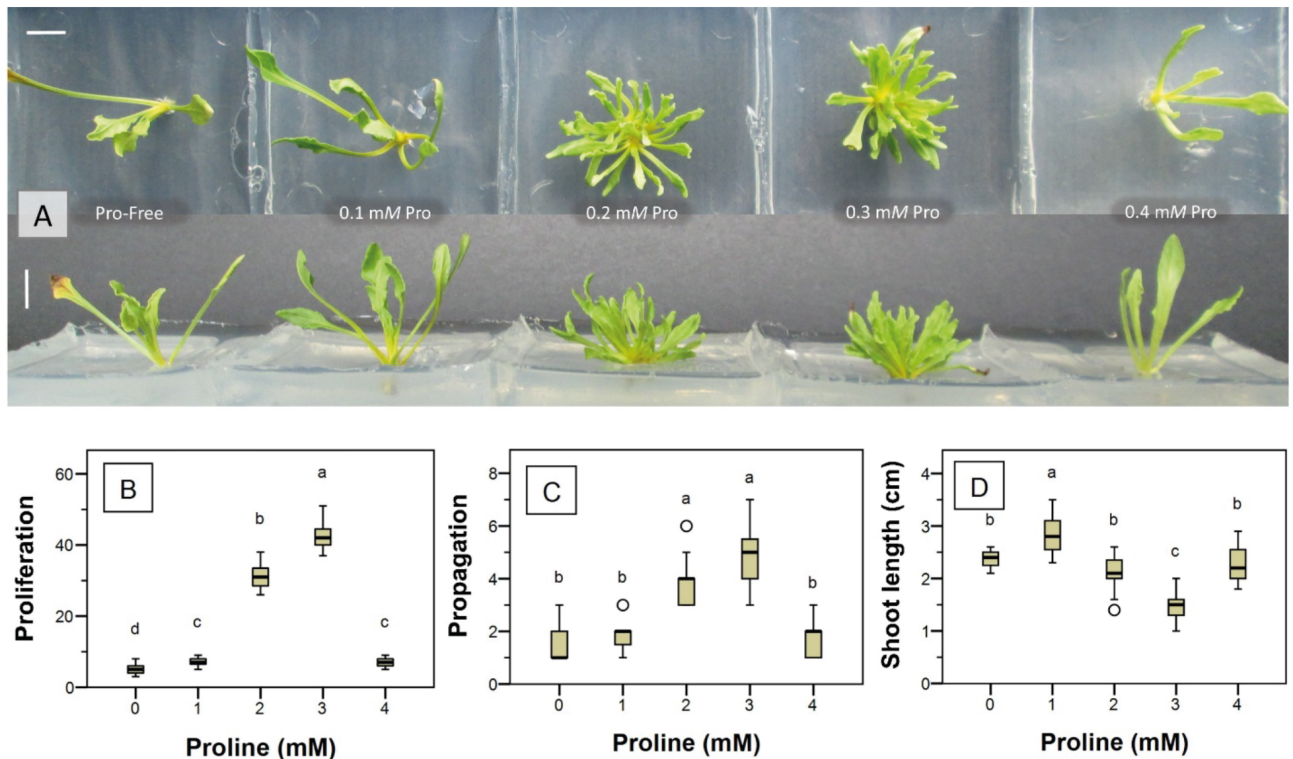 A
Pro-Free
0.1 mM Pro
0.2 mM Pro
0.3 mM Pro
0.4 mM Pro
B
Proliferation
60
40
20
0
d
c
b
a
c
0 1 2 3 4
Proline (mM)
C
Propagation
8
6
4
2
0
b
b
a
a
b
0 1 2 3 4
Proline (mM)
D
Shoot length (cm)
4
3
2
1
0
b
a
b
c
b
0 1 2 3 4
Proline (mM)